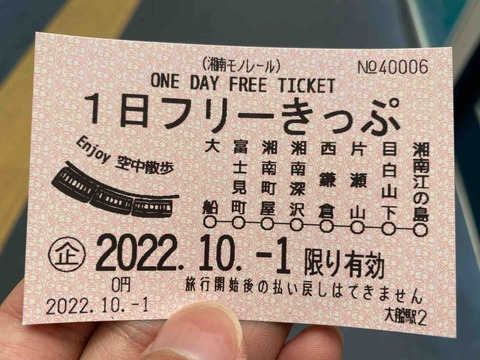 （湘南モノレール） №40006
ONE DAY FREE TICKET
１日フリーきっぷ
Enjoy 空中散歩
大船
富士見町
湘南町屋
湘南深沢
西鎌倉
片瀬山
目白山下
湘南江の島
企 2022.10.-1 限り有効
0円 旅行開始後の払い戻しはできません
2022.10.-1 大船駅2